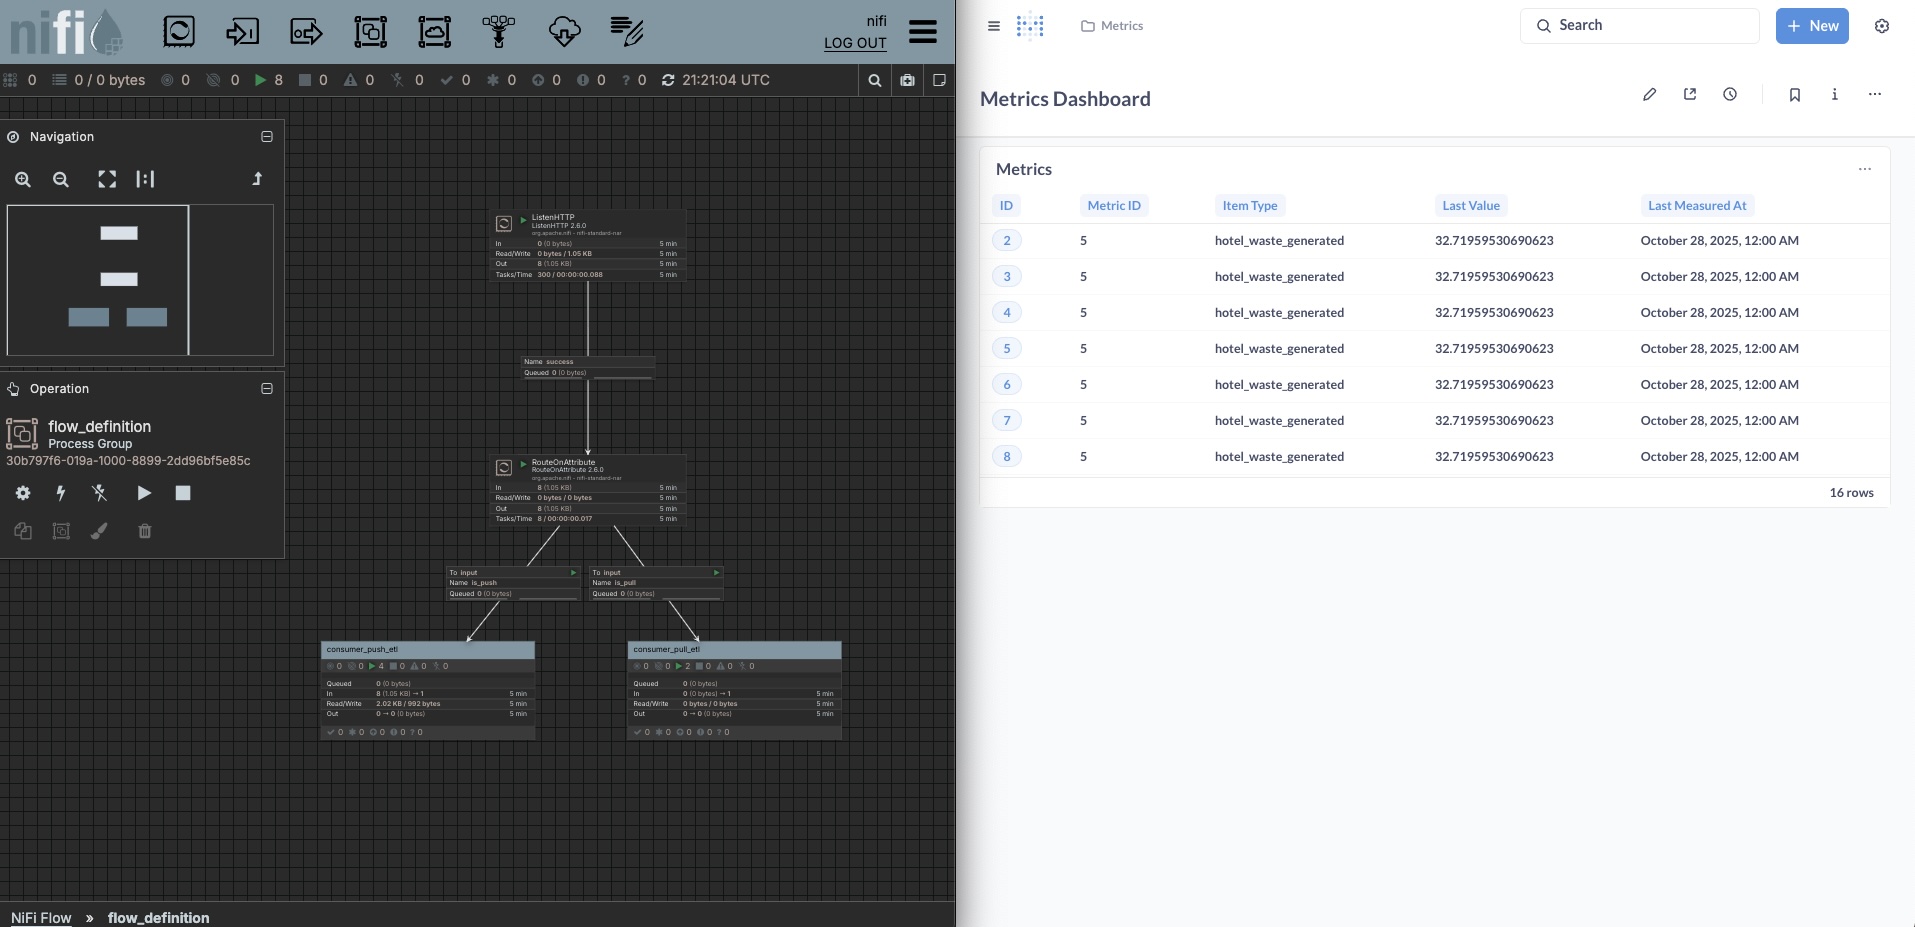 nifi
nifi
LOG OUT
0 0 / 0 bytes 0 0 8 0 0 0 0 0 0 0 ? 0 21:21:04 UTC
Navigation
Operation
flow_definition
Process Group
30b797f6-019a-1000-8899-2dd96bf5e85c
ListenHTTP
ListenHTTP 2.6.0
org.apache.nifi - nifi-standard-nar
In 0 (0 bytes) 5 min
Read/Write 0 bytes / 1.05 KB 5 min
Out 8 (1.05 KB) 5 min
Tasks/Time 300 / 00:00:00.088 5 min
Name success
Queued 0 (0 bytes)
RouteOnAttribute
RouteOnAttribute 2.6.0
org.apache.nifi - nifi-standard-nar
In 8 (1.05 KB) 5 min
Read/Write 0 bytes / 0 bytes 5 min
Out 8 (1.05 KB) 5 min
Tasks/Time 8 / 00:00:00.017 5 min
To input
Name is_push
Queued 0 (0 bytes)
To input
Name is_pull
Queued 0 (0 bytes)
consumer_push_etl
0 0 4 0 0 0
Queued 0 (0 bytes)
In 8 (1.05 KB) → 1 5 min
Read/Write 2.02 KB / 992 bytes 5 min
Out 0 → 0 (0 bytes) 5 min
0 0 0 0 ? 0
consumer_pull_etl
0 0 2 0 0 0
Queued 0 (0 bytes)
In 0 (0 bytes) → 1 5 min
Read/Write 0 bytes / 0 bytes 5 min
Out 0 → 0 (0 bytes) 5 min
0 0 0 0 ? 0
NiFi Flow » flow_definition
Metrics
Search
+ New
Metrics Dashboard
Metrics
ID Metric ID Item Type Last Value Last Measured At
2 5 hotel_waste_generated 32.71959530690623 October 28, 2025, 12:00 AM
3 5 hotel_waste_generated 32.71959530690623 October 28, 2025, 12:00 AM
4 5 hotel_waste_generated 32.71959530690623 October 28, 2025, 12:00 AM
5 5 hotel_waste_generated 32.71959530690623 October 28, 2025, 12:00 AM
6 5 hotel_waste_generated 32.71959530690623 October 28, 2025, 12:00 AM
7 5 hotel_waste_generated 32.71959530690623 October 28, 2025, 12:00 AM
8 5 hotel_waste_generated 32.71959530690623 October 28, 2025, 12:00 AM
16 rows